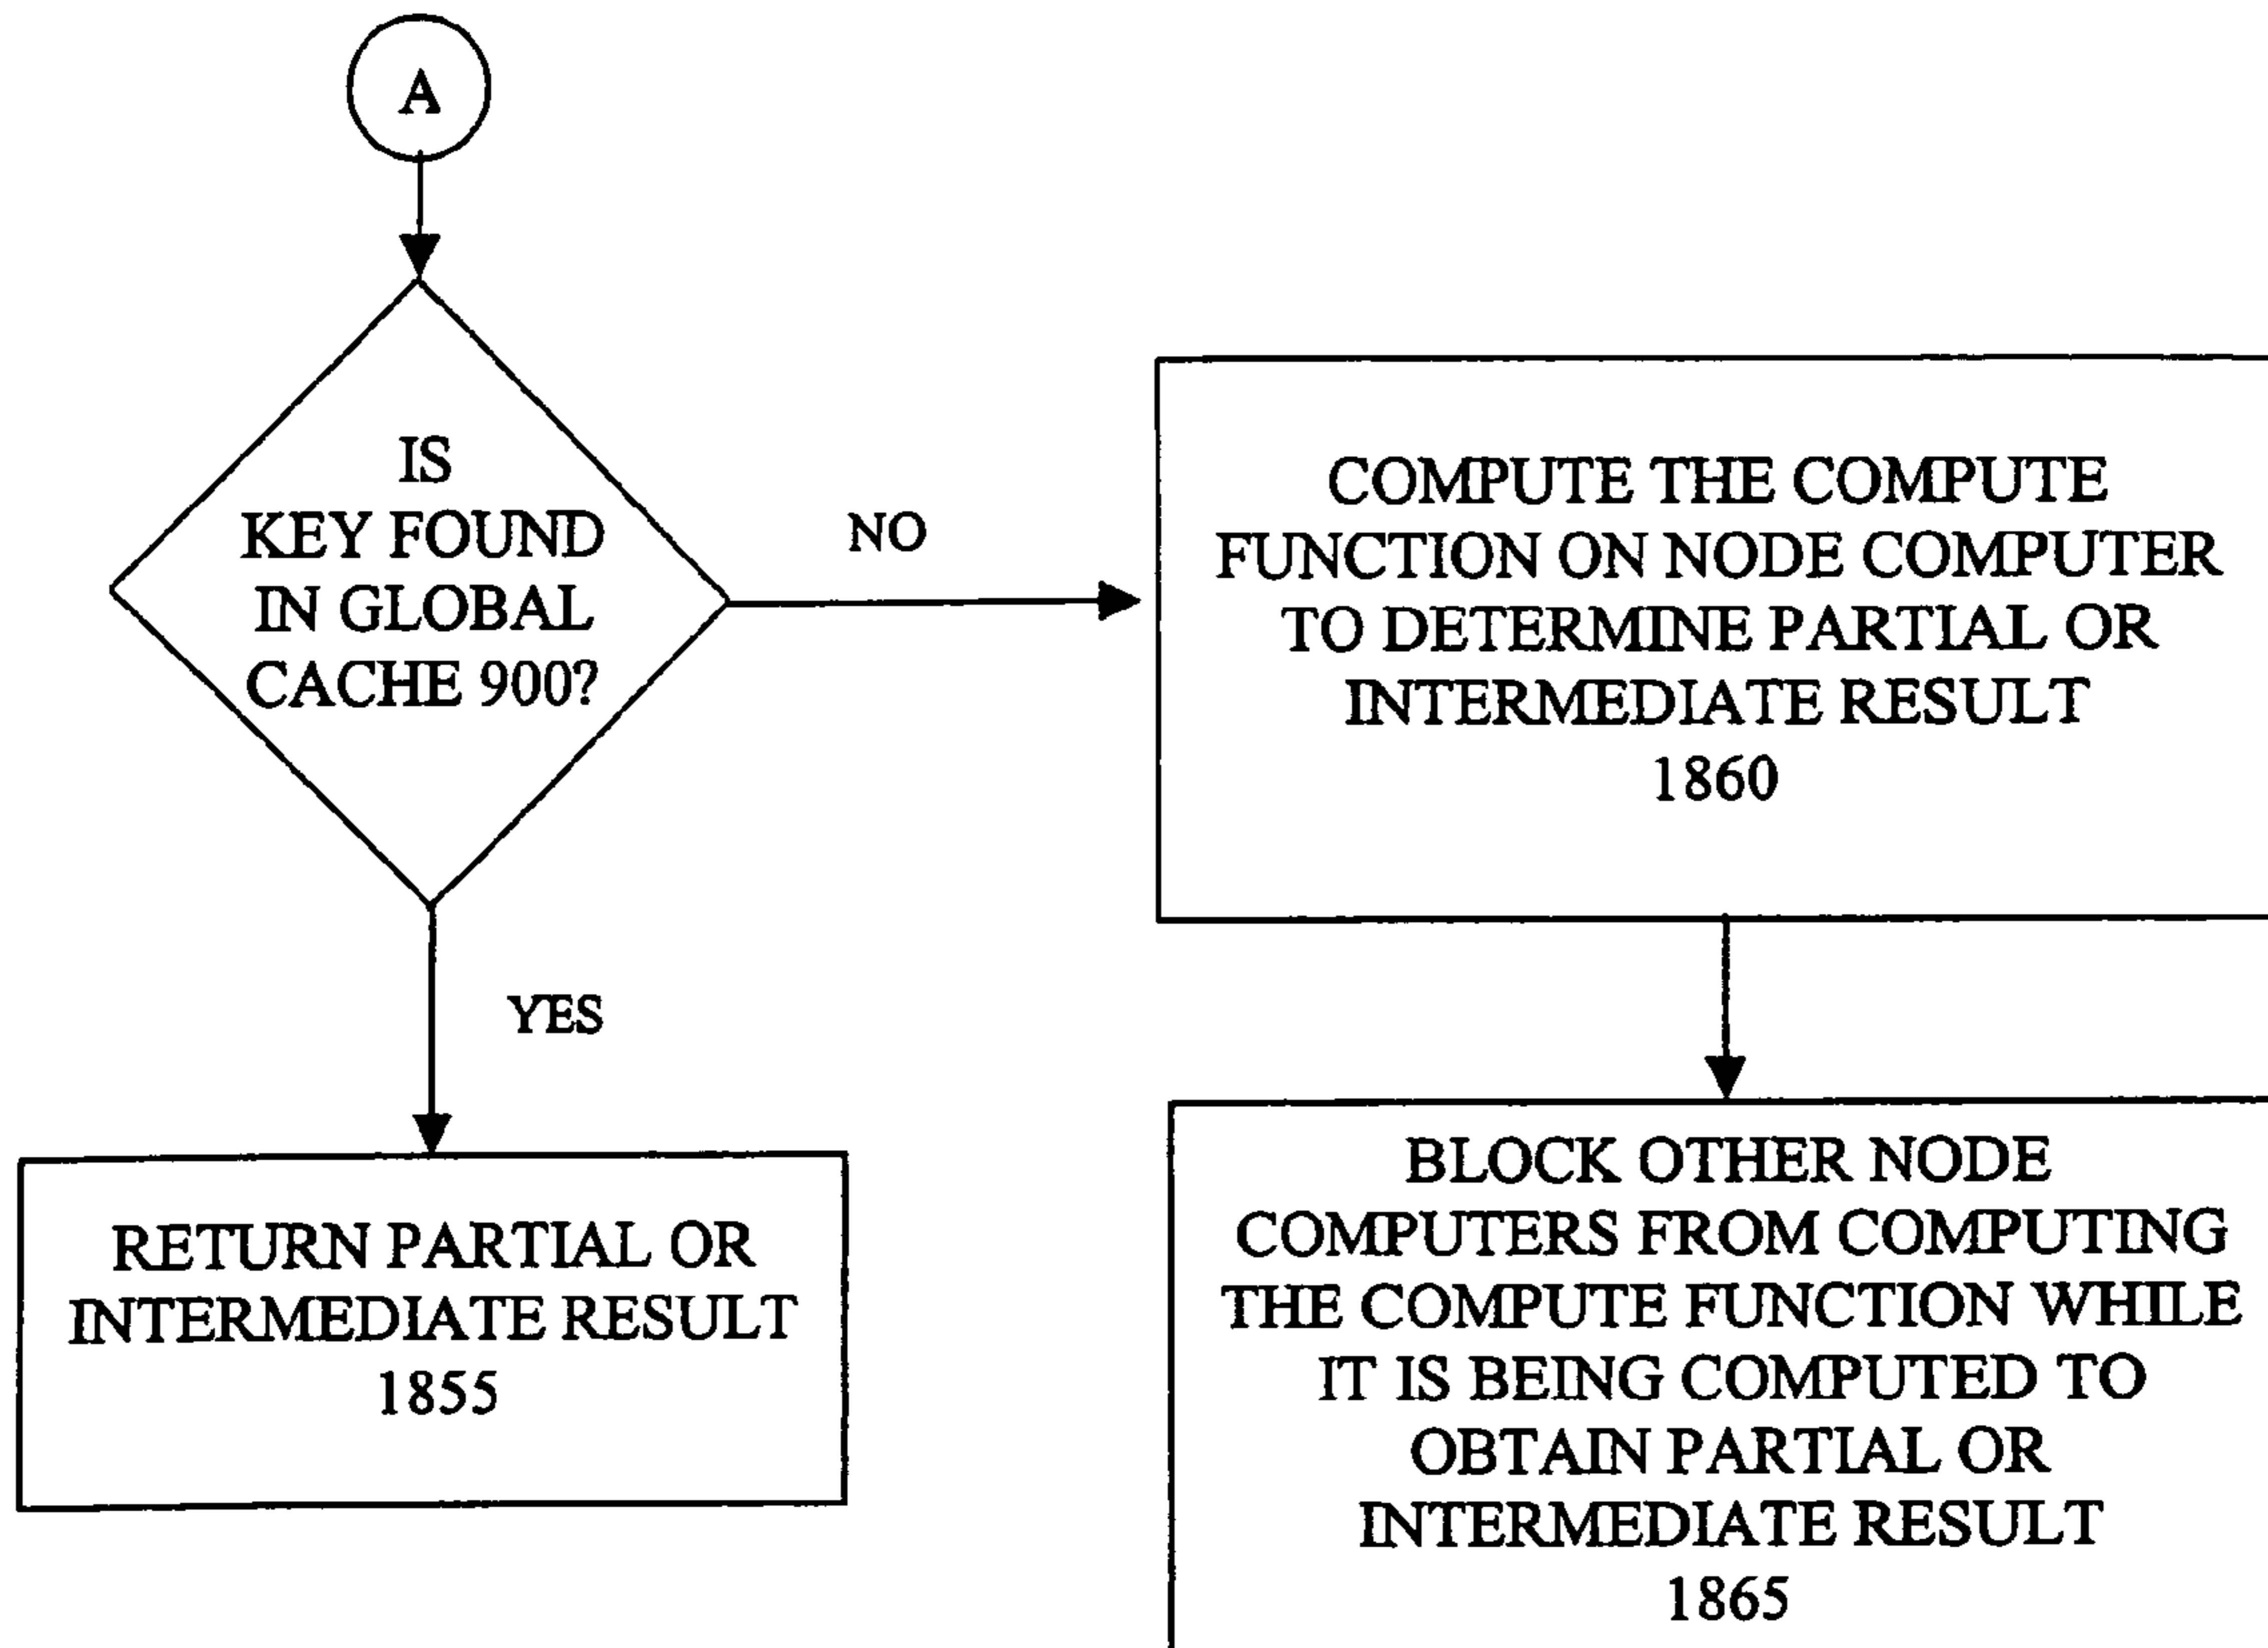 A
IS
KEY FOUND
IN GLOBAL
CACHE 900?
NO
COMPUTE THE COMPUTE
FUNCTION ON NODE COMPUTER
TO DETERMINE PARTIAL OR
INTERMEDIATE RESULT
1860
YES
RETURN PARTIAL OR
INTERMEDIATE RESULT
1855
BLOCK OTHER NODE
COMPUTERS FROM COMPUTING
THE COMPUTE FUNCTION WHILE
IT IS BEING COMPUTED TO
OBTAIN PARTIAL OR
INTERMEDIATE RESULT
1865